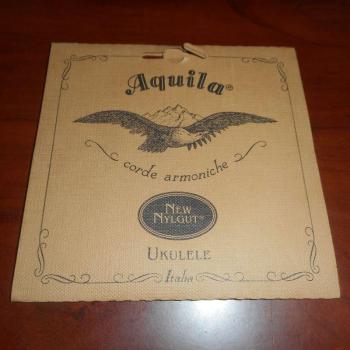 Aquila®
corde armoniche
NEW
NYLGUT®
UKULELE
Italia